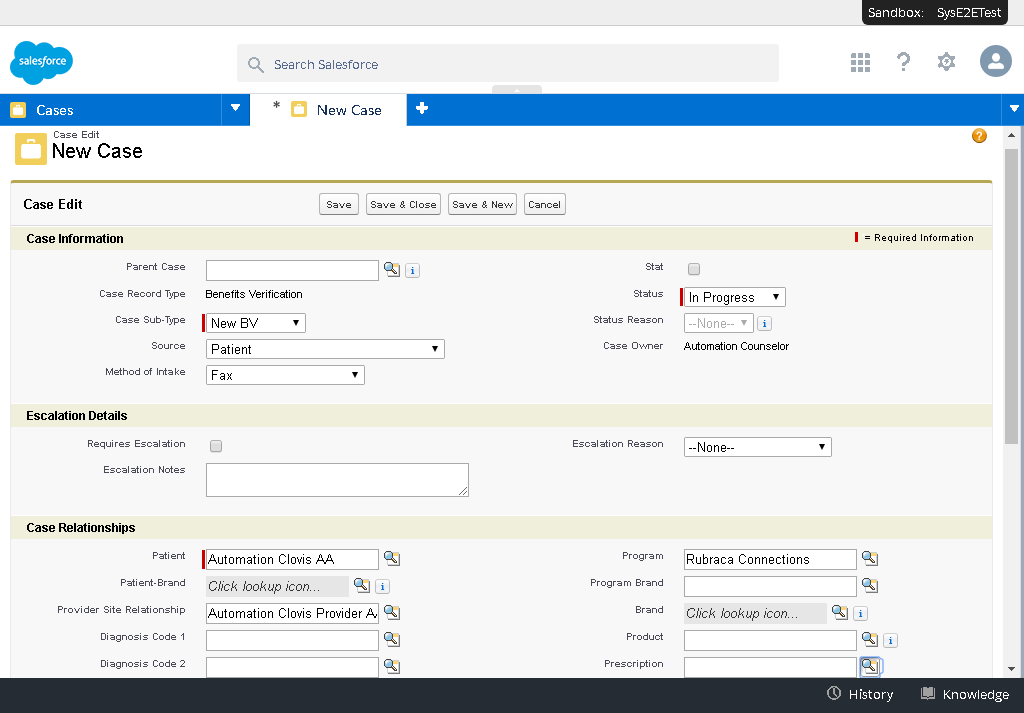 Sandbox: SysE2ETest
salesforce
Search Salesforce
Cases
* New Case
Case Edit
New Case
Case Edit
Save
Save & Close
Save & New
Cancel
Case Information
= Required Information
Parent Case
Stat
Case Record Type Benefits Verification
Status In Progress
Case Sub-Type New BV
Status Reason --None--
Source Patient
Case Owner Automation Counselor
Method of Intake Fax
Escalation Details
Requires Escalation
Escalation Reason --None--
Escalation Notes
Case Relationships
Patient Automation Clovis AA
Program Rubraca Connections
Patient-Brand Click lookup icon...
Program Brand
Provider Site Relationship Automation Clovis Provider A
Brand Click lookup icon...
Diagnosis Code 1
Product
Diagnosis Code 2
Prescription
History
Knowledge